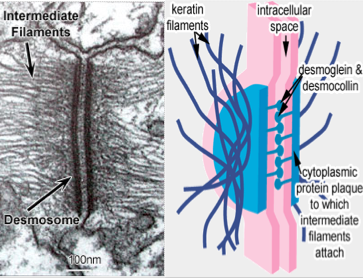 Intermediate
Filaments
Desmosome
100nm
keratin
filaments
intracellular
space
desmoglein &
desmocollin
cytoplasmic
protein plaque
to which
intermediate
filaments
attach